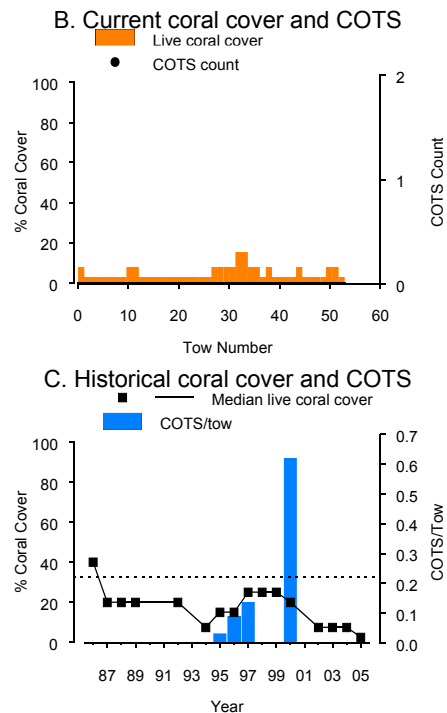 B. Current coral cover and COTS
Live coral cover
COTS count
100
80
60
40
20
0
% Coral Cover
2
1
0
COTS Count
0 10 20 30 40 50 60
Tow Number
C. Historical coral cover and COTS
Median live coral cover
COTS/tow
100
80
60
40
20
0
% Coral Cover
0.7
0.6
0.5
0.4
0.3
0.2
0.1
0.0
COTS/Tow
87 89 91 93 95 97 99 01 03 05
Year